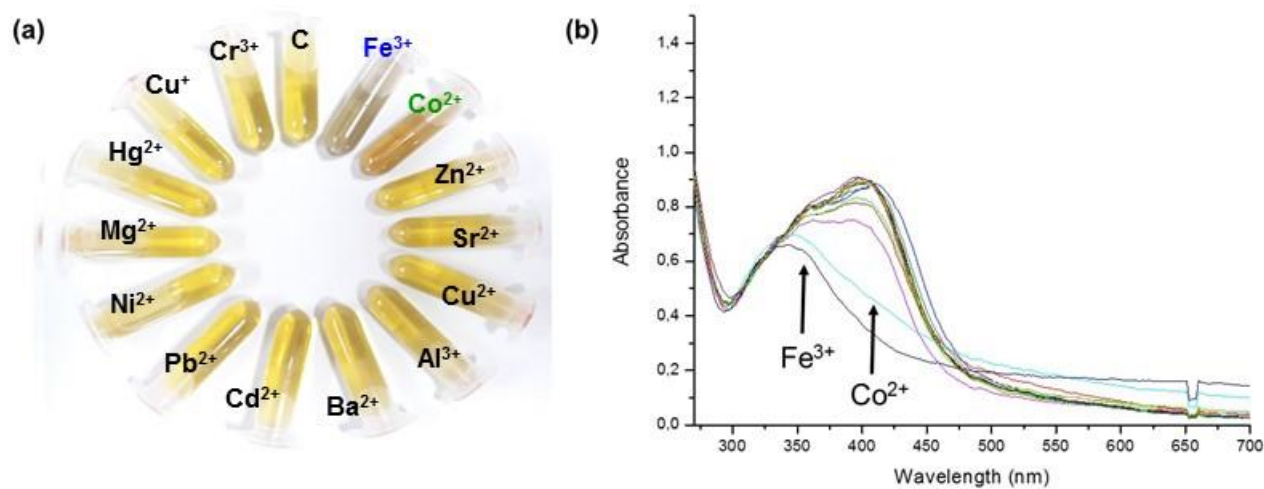 (a)
C
Fe³⁺
Co²⁺
Zn²⁺
Sr²⁺
Cu²⁺
Al³⁺
Ba²⁺
Cd²⁺
Pb²⁺
Ni²⁺
Mg²⁺
Hg²⁺
Cu⁺
Cr³⁺
(b)
Absorbance
1.4
1.2
1.0
0.8
0.6
0.4
0.2
0.0
Fe³⁺
Co²⁺
300 350 400 450 500 550 600 650 700
Wavelength (nm)